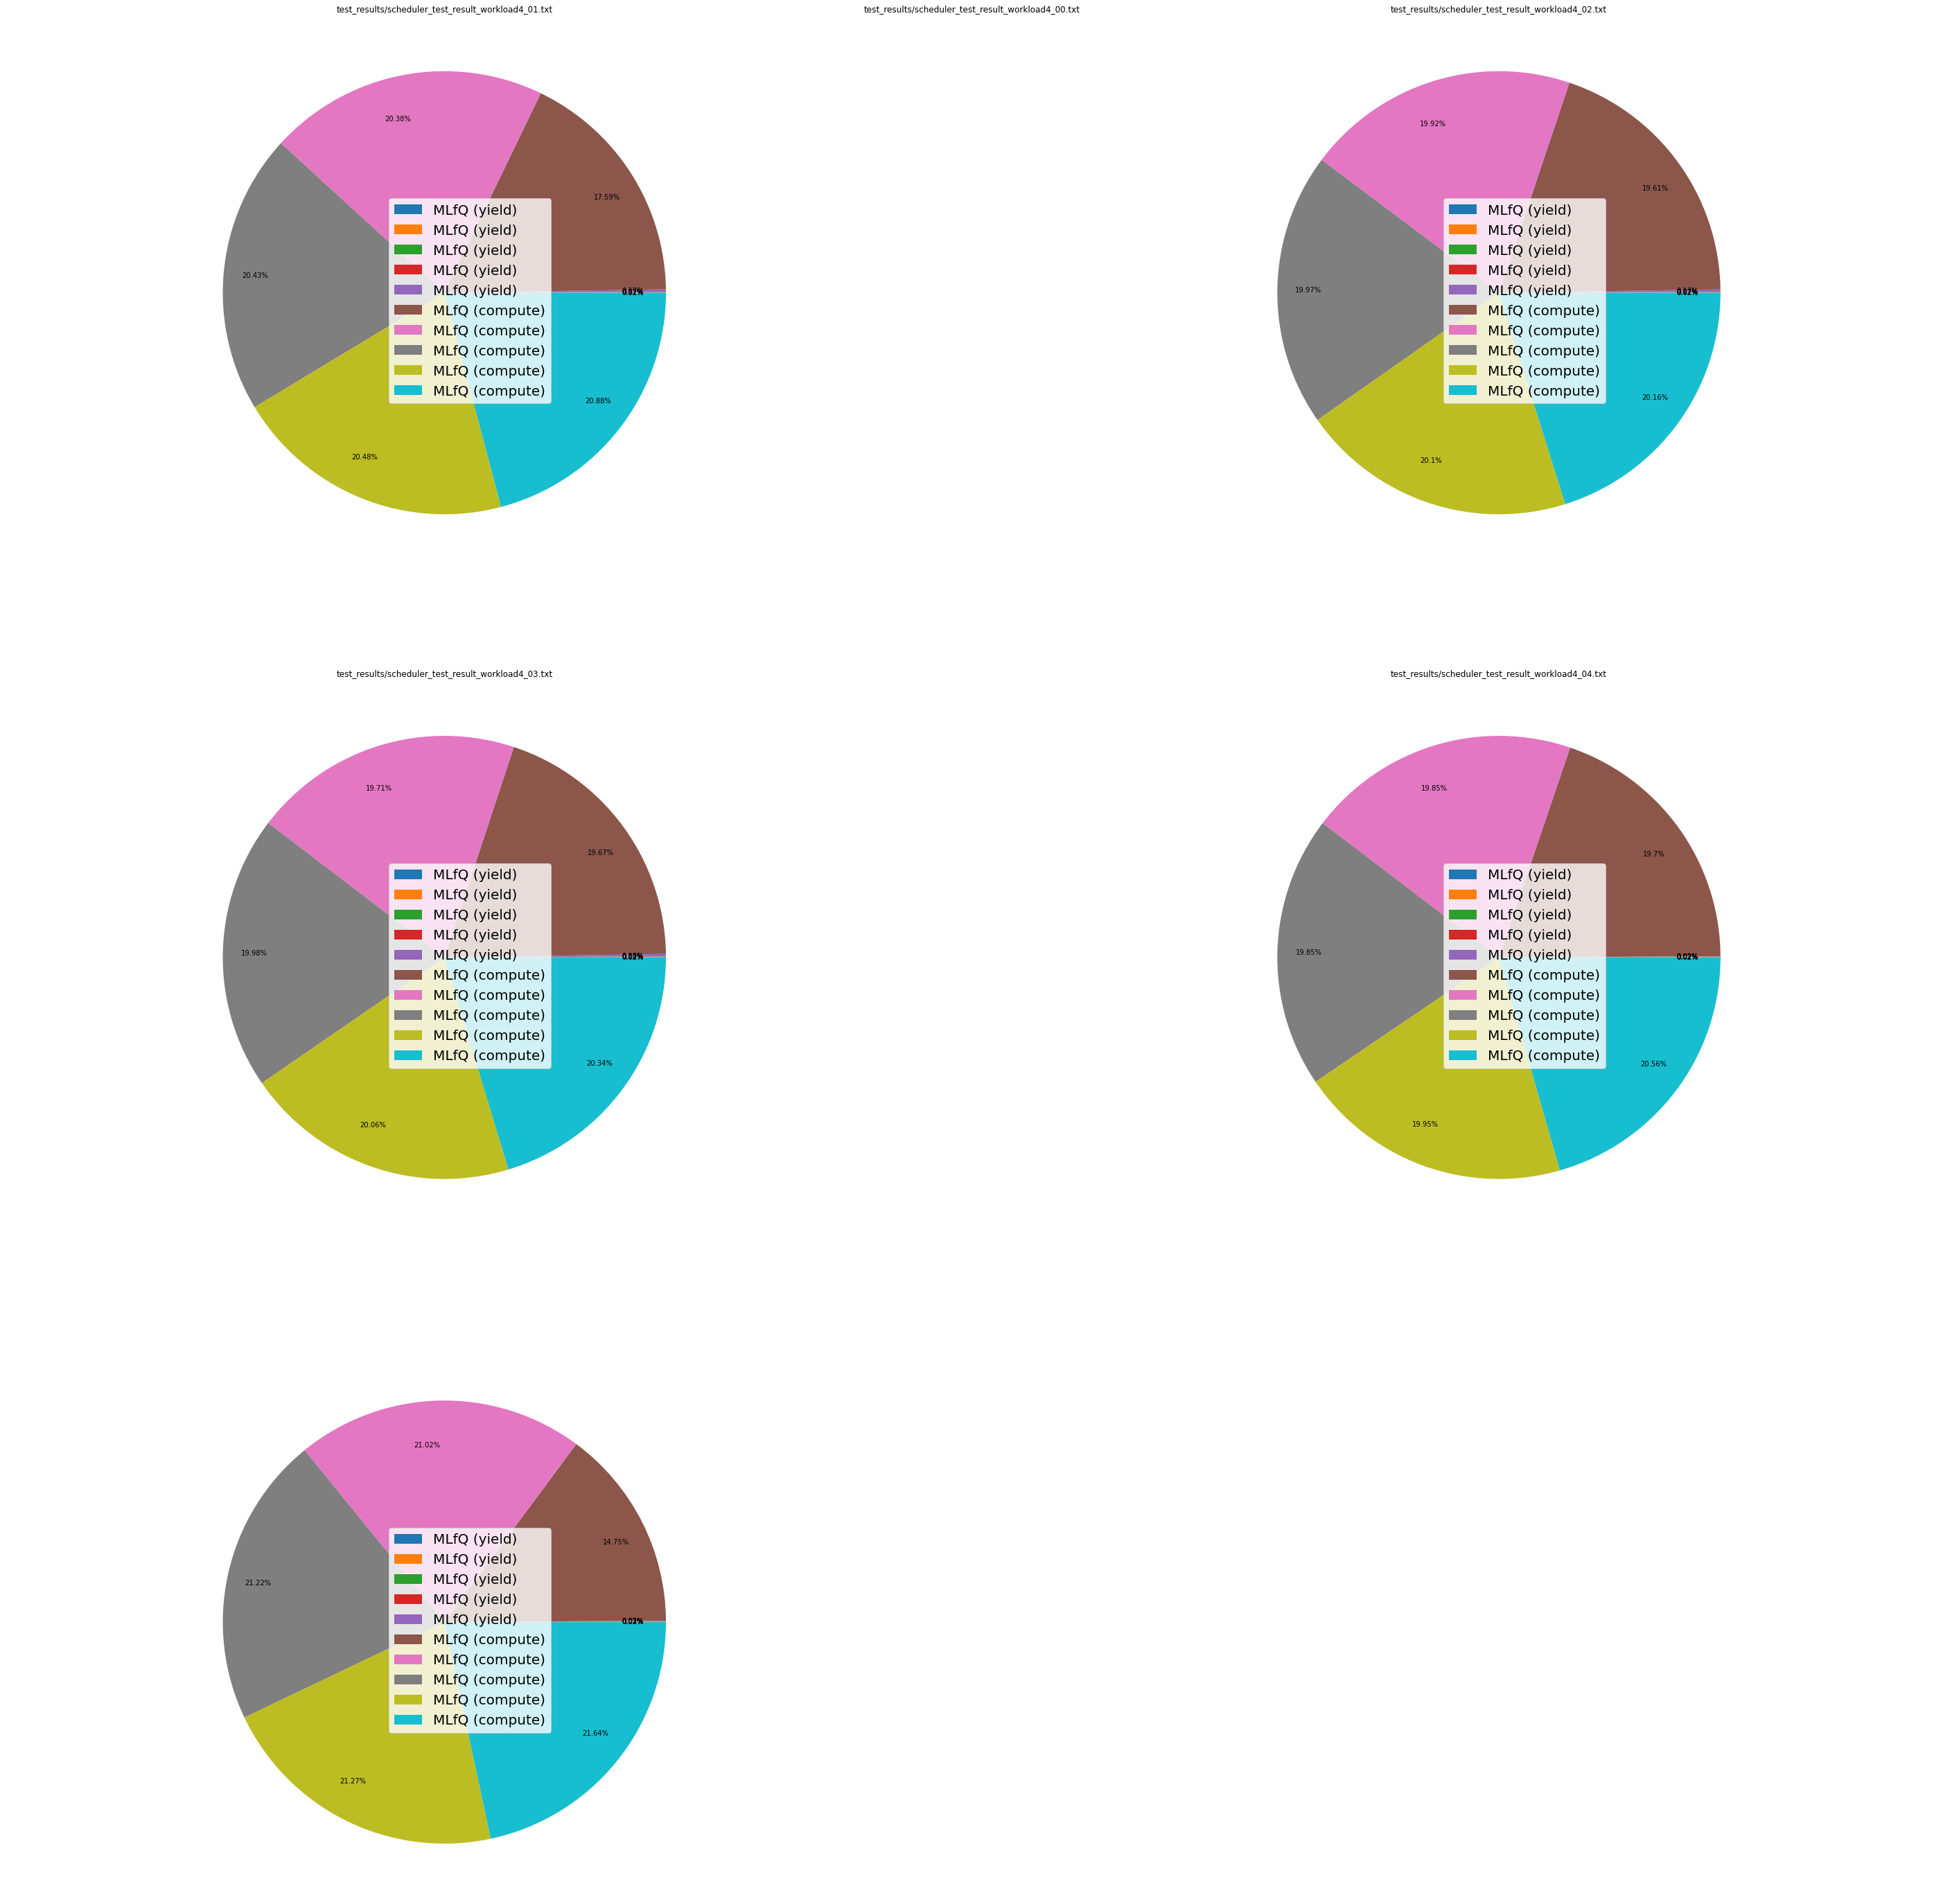 test_results/scheduler_test_result_workload4_01.txt
test_results/scheduler_test_result_workload4_00.txt
test_results/scheduler_test_result_workload4_02.txt
20.38%
17.59%
20.43%
20.48%
20.88%
MLfQ (yield)
MLfQ (yield)
MLfQ (yield)
MLfQ (yield)
MLfQ (yield)
MLfQ (compute)
MLfQ (compute)
MLfQ (compute)
MLfQ (compute)
MLfQ (compute)
19.92%
19.61%
19.97%
20.1%
20.16%
MLfQ (yield)
MLfQ (yield)
MLfQ (yield)
MLfQ (yield)
MLfQ (yield)
MLfQ (compute)
MLfQ (compute)
MLfQ (compute)
MLfQ (compute)
MLfQ (compute)
test_results/scheduler_test_result_workload4_03.txt
test_results/scheduler_test_result_workload4_04.txt
19.71%
19.67%
19.98%
20.06%
20.34%
MLfQ (yield)
MLfQ (yield)
MLfQ (yield)
MLfQ (yield)
MLfQ (yield)
MLfQ (compute)
MLfQ (compute)
MLfQ (compute)
MLfQ (compute)
MLfQ (compute)
19.85%
19.7%
19.85%
19.95%
20.56%
MLfQ (yield)
MLfQ (yield)
MLfQ (yield)
MLfQ (yield)
MLfQ (yield)
MLfQ (compute)
MLfQ (compute)
MLfQ (compute)
MLfQ (compute)
MLfQ (compute)
21.02%
14.75%
21.22%
21.27%
21.64%
MLfQ (yield)
MLfQ (yield)
MLfQ (yield)
MLfQ (yield)
MLfQ (yield)
MLfQ (compute)
MLfQ (compute)
MLfQ (compute)
MLfQ (compute)
MLfQ (compute)